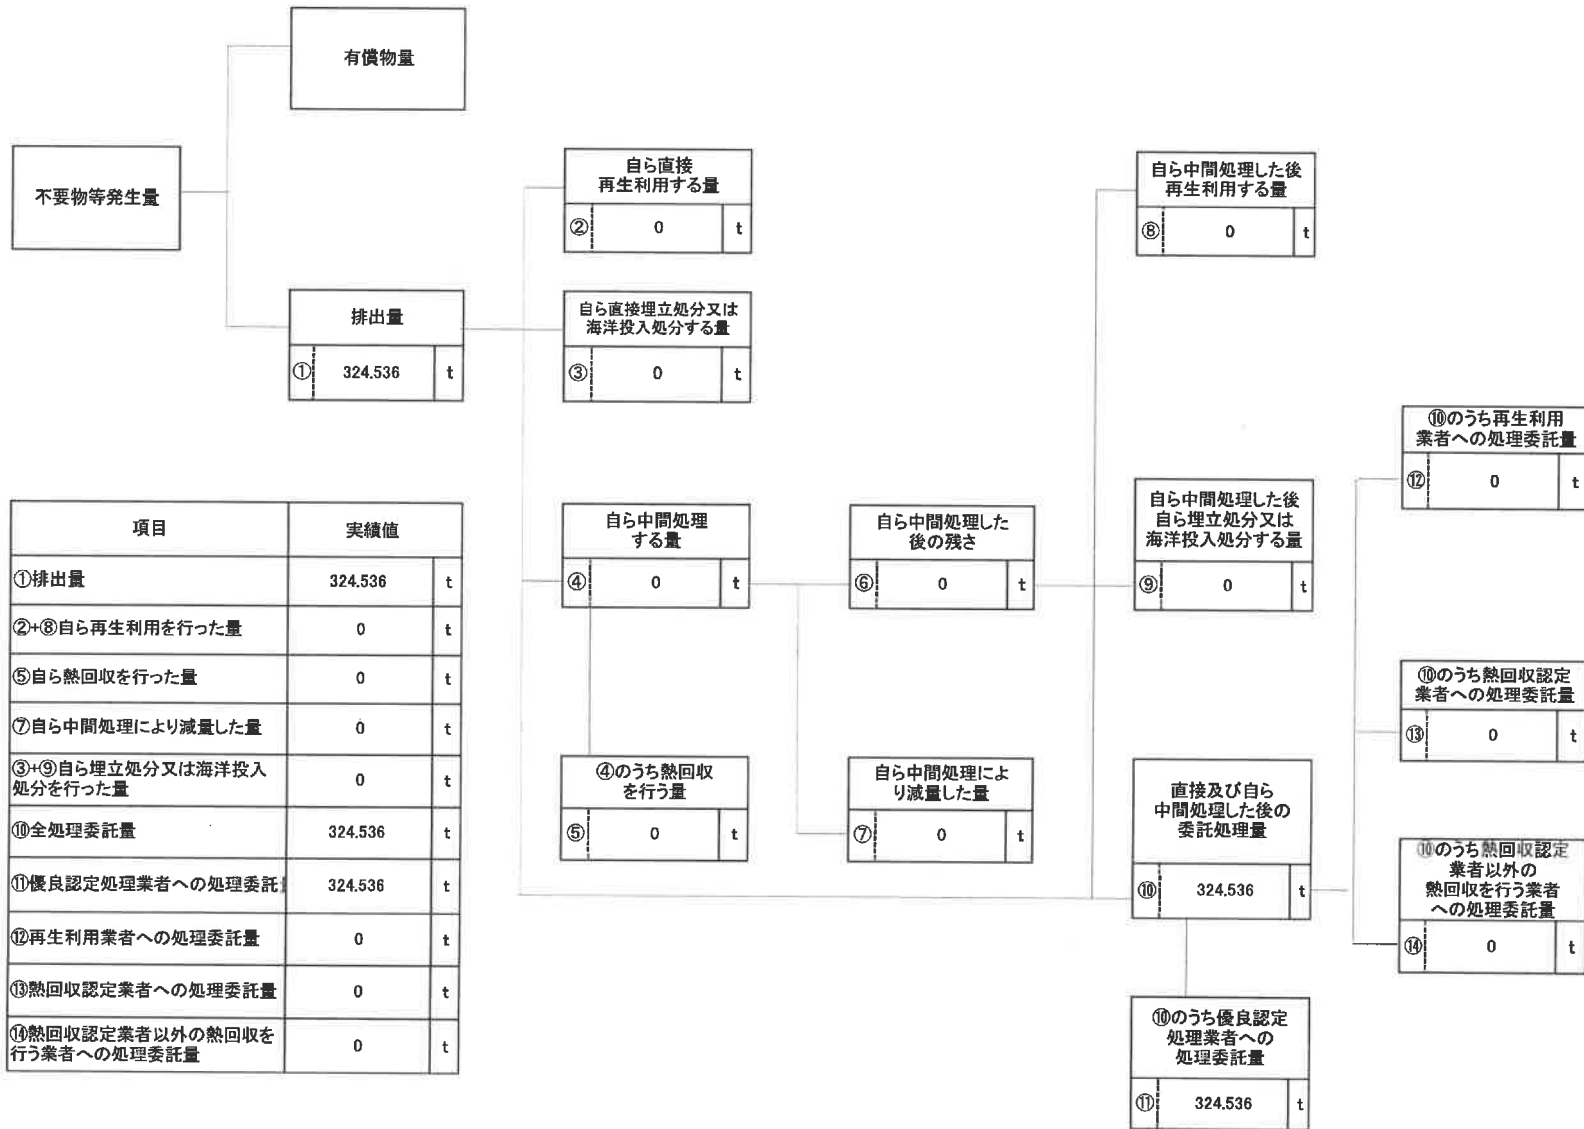 有償物量
不要物等発生量
排出量
① 324.536 t
自ら直接
再生利用する量
② 0 t
自ら直接埋立処分又は
海洋投入処分する量
③ 0 t
自ら中間処理
する量
④ 0 t
④のうち熱回収
を行う量
⑤ 0 t
自ら中間処理した
後の残さ
⑥ 0 t
自ら中間処理によ
り減量した量
⑦ 0 t
自ら中間処理した後
再生利用する量
⑧ 0 t
自ら中間処理した後
自ら埋立処分又は
海洋投入処分する量
⑨ 0 t
直接及び自ら
中間処理した後の
委託処理量
⑩ 324.536 t
⑩のうち優良認定
処理業者への
処理委託量
⑪ 324.536 t
⑩のうち再生利用
業者への処理委託量
⑫ 0 t
⑩のうち熱回収認定
業者への処理委託量
⑬ 0 t
⑩のうち熱回収認定
業者以外の
熱回収を行う業者
への処理委託量
⑭ 0 t
項目 実績値
①排出量 324.536 t
②+⑧自ら再生利用を行った量 0 t
⑤自ら熱回収を行った量 0 t
⑦自ら中間処理により減量した量 0 t
③+⑨自ら埋立処分又は海洋投入
処分を行った量 0 t
⑩全処理委託量 324.536 t
⑪優良認定処理業者への処理委託 324.536 t
⑫再生利用業者への処理委託量 0 t
⑬熱回収認定業者への処理委託量 0 t
⑭熱回収認定業者以外の熱回収を
行う業者への処理委託量 0 t